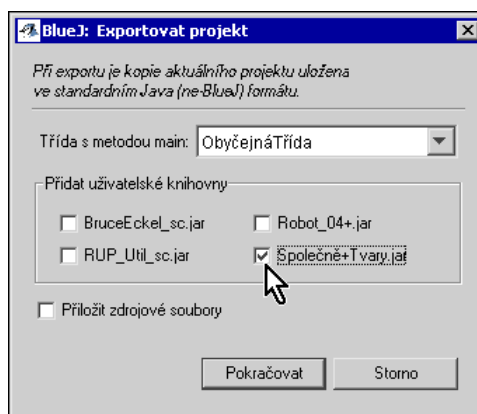 BlueJ: Exportovat projekt
Při exportu je kopie aktuálního projektu uložena
ve standardním Java (ne-BlueJ) formátu.
Třída s metodou main: ObyčejnáTřída
Přidat uživatelské knihovny
BruceEckel_sc.jar Robot_04+.jar
RUP_Util_sc.jar Společně+Tvary.jar
Přiložit zdrojové soubory
Pokračovat Storno